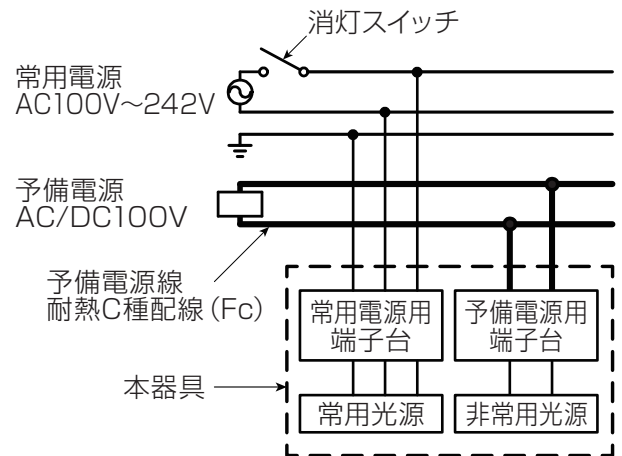 消灯スイッチ
常用電源
AC100V～242V
予備電源
AC/DC100V
予備電源線
耐熱C種配線(Fc)
常用電源用
端子台
予備電源用
端子台
本器具
常用光源
非常用光源